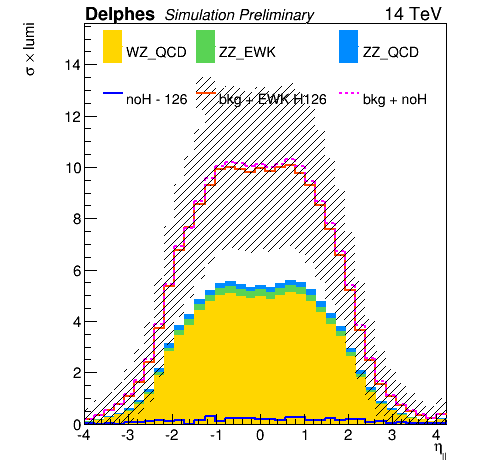 Delphes Simulation Preliminary 14 TeV
σ × lumi
WZ_QCD ZZ_EWK ZZ_QCD
noH - 126 bkg + EWK H126 bkg + noH
14
12
10
8
6
4
2
0
-4 -3 -2 -1 0 1 2 3 4
η||